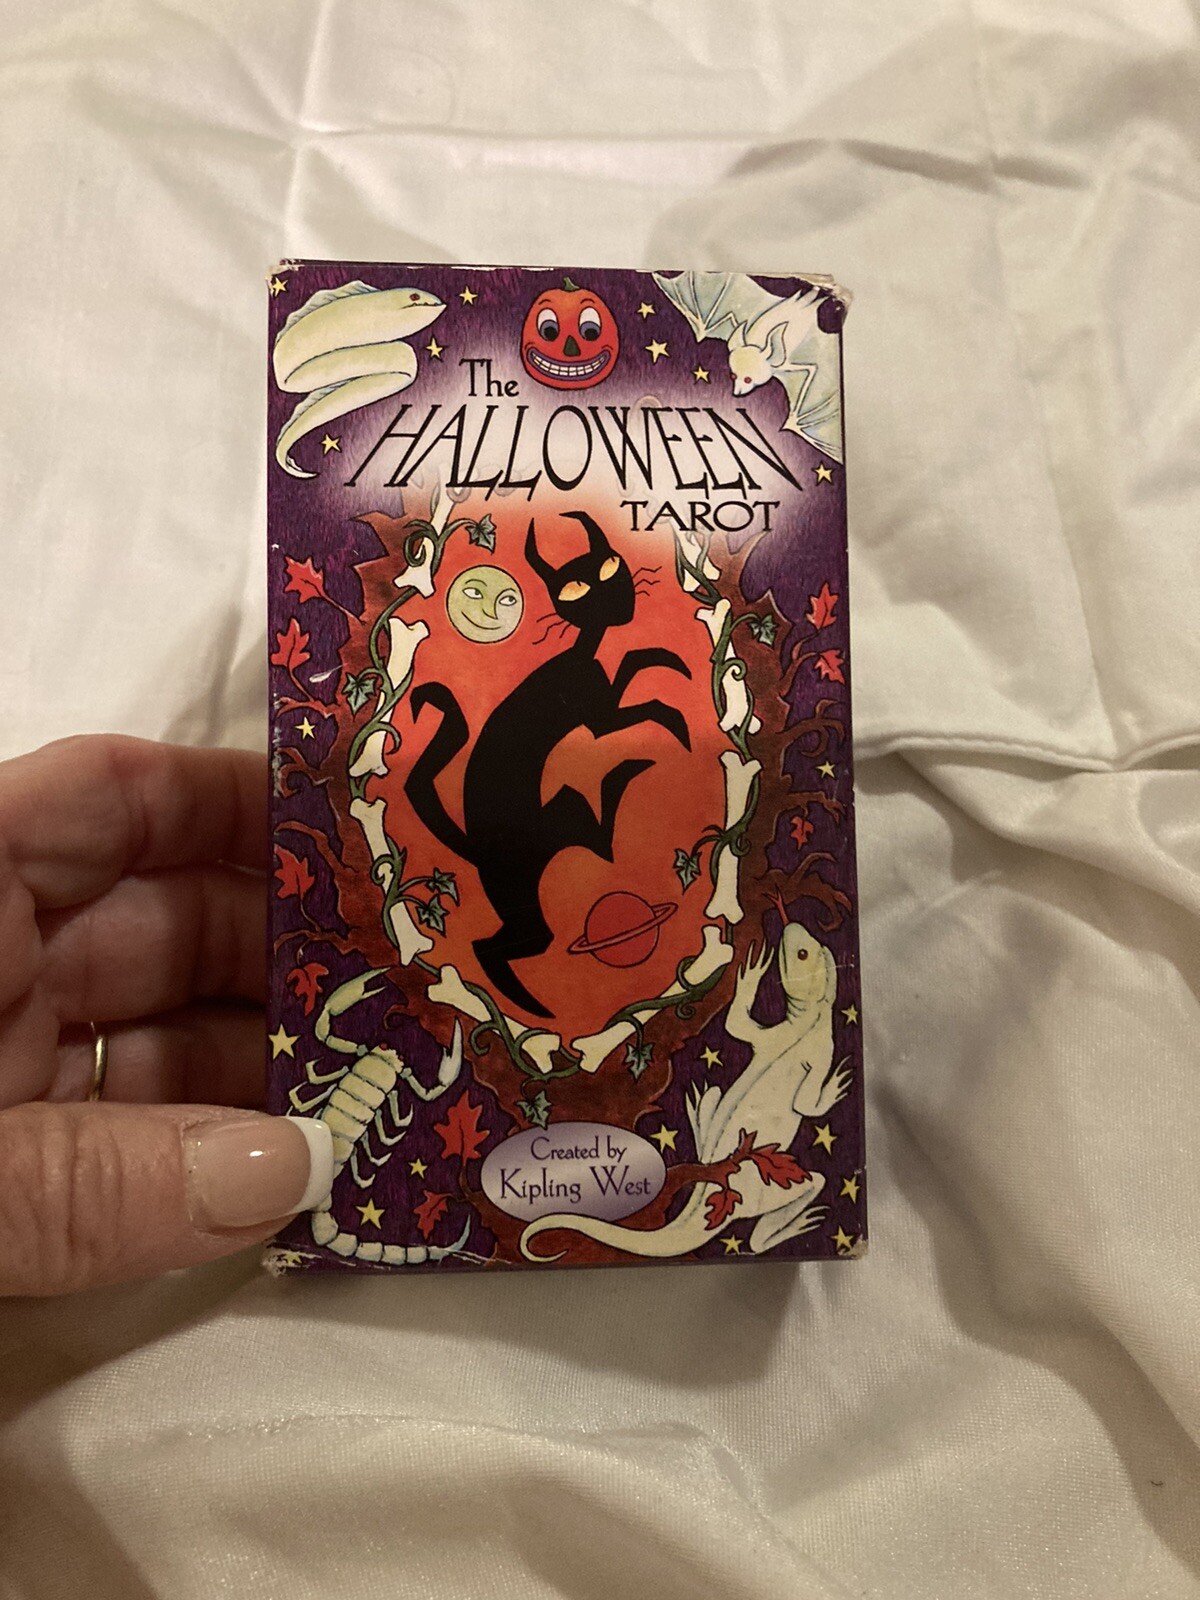 The
HALLOWEEN
TAROT
Created by
Kipling West